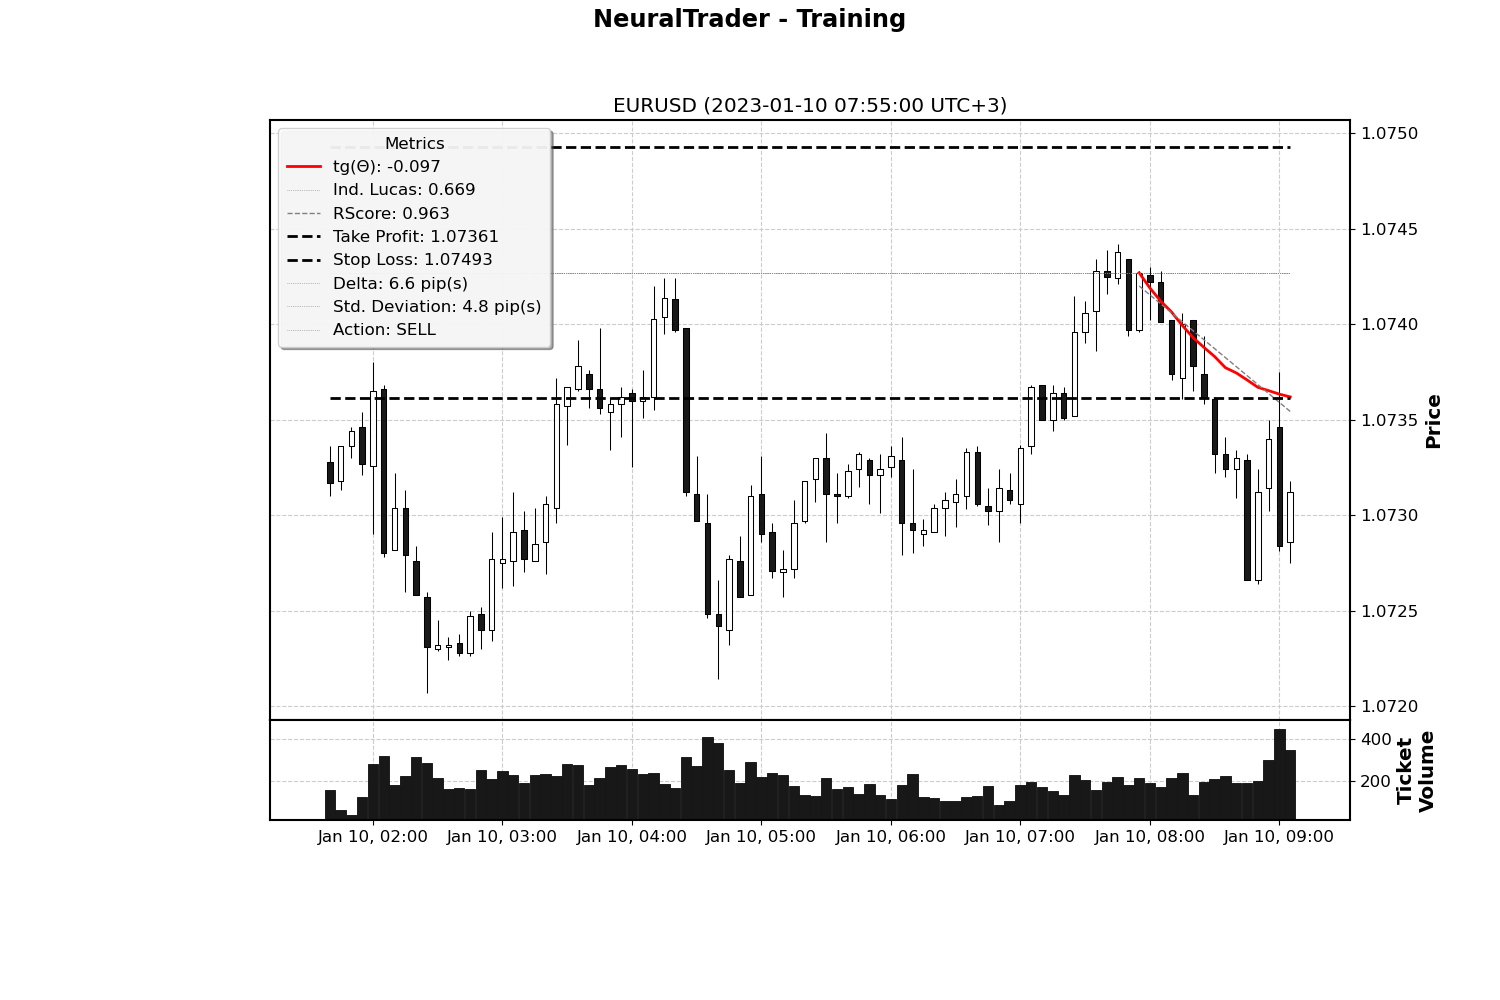 NeuralTrader - Training
EURUSD (2023-01-10 07:55:00 UTC+3)
Metrics
tg(Θ): -0.097
Ind. Lucas: 0.669
RScore: 0.963
Take Profit: 1.07361
Stop Loss: 1.07493
Delta: 6.6 pip(s)
Std. Deviation: 4.8 pip(s)
Action: SELL
1.0750
1.0745
1.0740
1.0735
1.0730
1.0725
1.0720
Price
400
200
Ticket
Volume
Jan 10, 02:00
Jan 10, 03:00
Jan 10, 04:00
Jan 10, 05:00
Jan 10, 06:00
Jan 10, 07:00
Jan 10, 08:00
Jan 10, 09:00